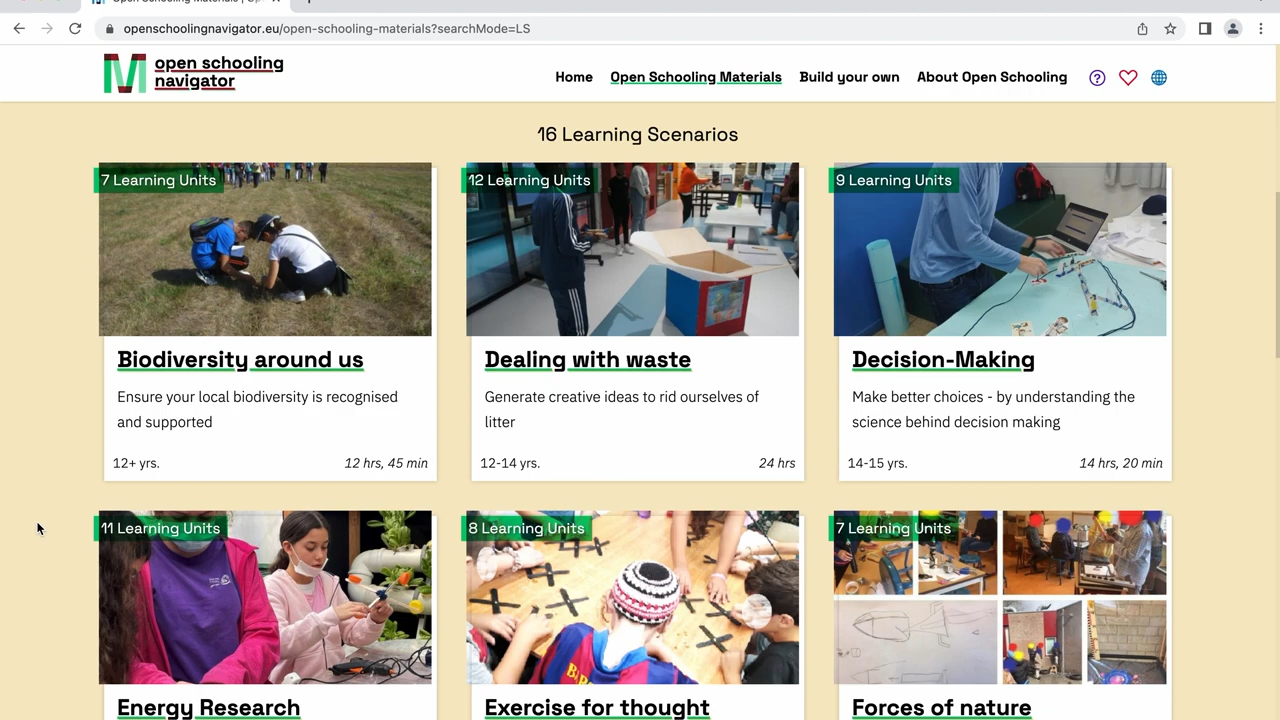 openschoolingnavigator.eu/open-schooling-materials?searchMode=LS
open schooling
navigator
Home Open Schooling Materials Build your own About Open Schooling
16 Learning Scenarios
7 Learning Units
12 Learning Units
9 Learning Units
Biodiversity around us
Ensure your local biodiversity is recognised
and supported
12+ yrs. 12 hrs, 45 min
Dealing with waste
Generate creative ideas to rid ourselves of
litter
12-14 yrs. 24 hrs
Decision-Making
Make better choices - by understanding the
science behind decision making
14-15 yrs. 14 hrs, 20 min
11 Learning Units
8 Learning Units
7 Learning Units
Energy Research
Exercise for thought
Forces of nature